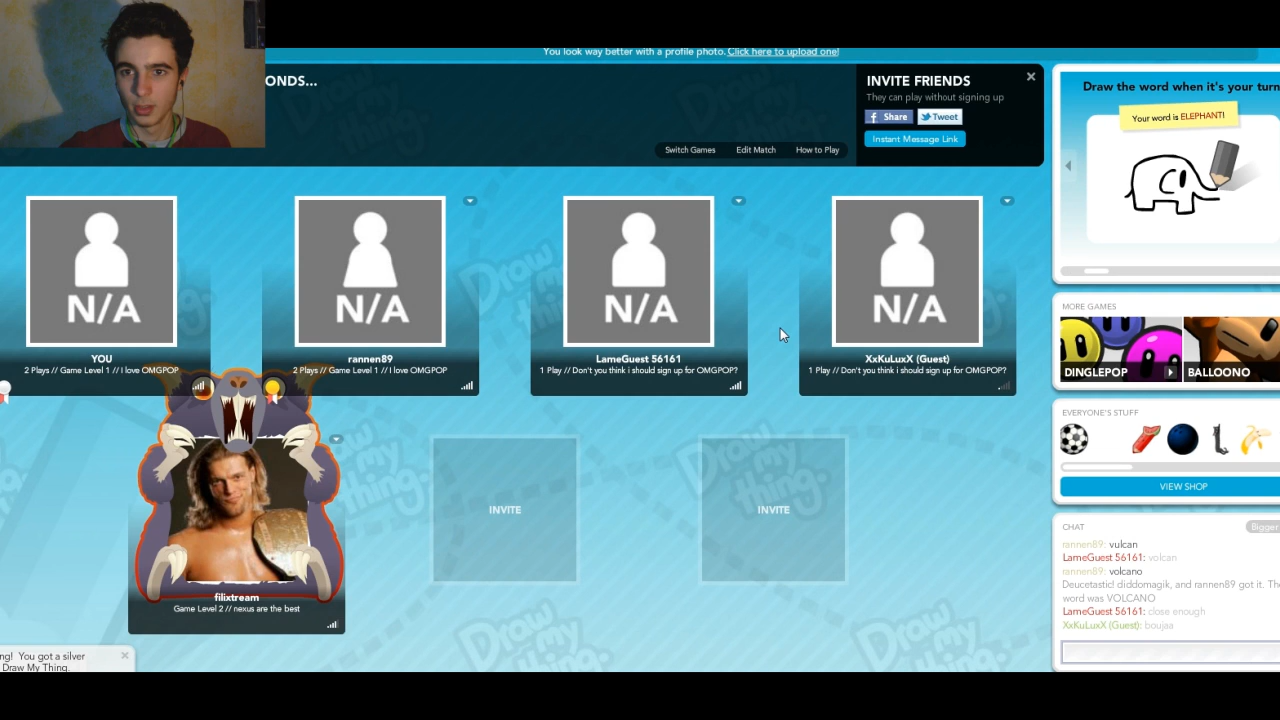 You look way better with a profile photo. Click here to upload one!
ONDS...
INVITE FRIENDS
They can play without signing up
Share
Tweet
Instant Message Link
Switch Games
Edit Match
How to Play
Draw the word when it's your turn
Your word is ELEPHANT!
N/A
N/A
N/A
N/A
YOU
2 Plays // Game Level 1 // I love OMGPOP
rannen89
2 Plays // Game Level 1 // I love OMGPOP
LameGuest 56161
1 Play // Don't you think i should sign up for OMGPOP?
XxKuLuxX (Guest)
1 Play // Don't you think i should sign up for OMGPOP?
MORE GAMES
DINGLEPOP
BALLOONO
EVERYONE'S STUFF
VIEW SHOP
INVITE
INVITE
filixtream
Game Level 2 // nexus are the best
CHAT
Bigger
rannen89: vulcan
LameGuest 56161: volcan
rannen89: volcano
Deucetastic! diddomagik, and rannen89 got it. The
word was VOLCANO
LameGuest 56161: close enough
XxKuLuxX (Guest): boujaa
ng! You got a silver
Draw My Thing.
Draw my thing.
Draw my thing.